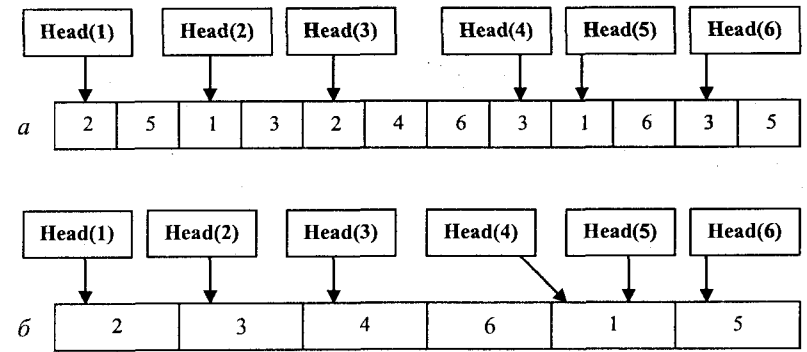 Head(1) Head(2) Head(3) Head(4) Head(5) Head(6)
а 2 5 1 3 2 4 6 3 1 6 3 5
Head(1) Head(2) Head(3) Head(4) Head(5) Head(6)
б 2 3 4 6 1 5